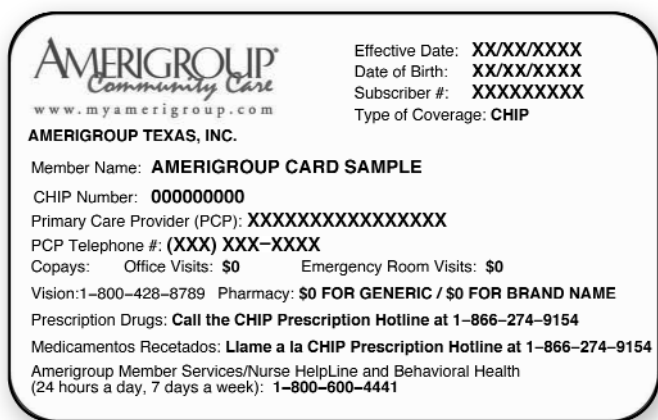 AMERIGROUP
Community Care
www.myamerigroup.com
AMERIGROUP TEXAS, INC.
Effective Date: XX/XX/XXXX
Date of Birth: XX/XX/XXXX
Subscriber #: XXXXXXXXX
Type of Coverage: CHIP
Member Name: AMERIGROUP CARD SAMPLE
CHIP Number: 000000000
Primary Care Provider (PCP): XXXXXXXXXXXXXXXX
PCP Telephone #: (XXX) XXX–XXXX
Copays: Office Visits: $0 Emergency Room Visits: $0
Vision:1–800–428–8789 Pharmacy: $0 FOR GENERIC / $0 FOR BRAND NAME
Prescription Drugs: Call the CHIP Prescription Hotline at 1–866–274–9154
Medicamentos Recetados: Llame a la CHIP Prescription Hotline at 1–866–274–9154
Amerigroup Member Services/Nurse HelpLine and Behavioral Health
(24 hours a day, 7 days a week): 1–800–600–4441